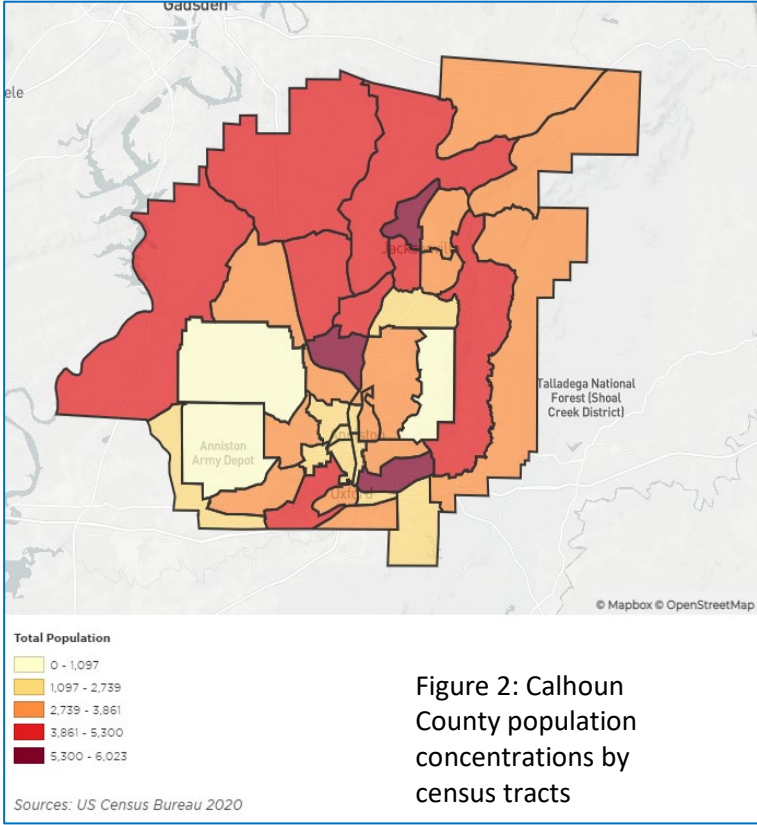 Gadsden
ele
Jacksonville
Talladega National
Forest (Shoal
Creek District)
Anniston
Anniston
Army Depot
Oxford
© Mapbox © OpenStreetMap
Total Population
0 - 1,097
1,097 - 2,739
2,739 - 3,861
3,861 - 5,300
5,300 - 6,023
Figure 2: Calhoun
County population
concentrations by
census tracts
Sources: US Census Bureau 2020